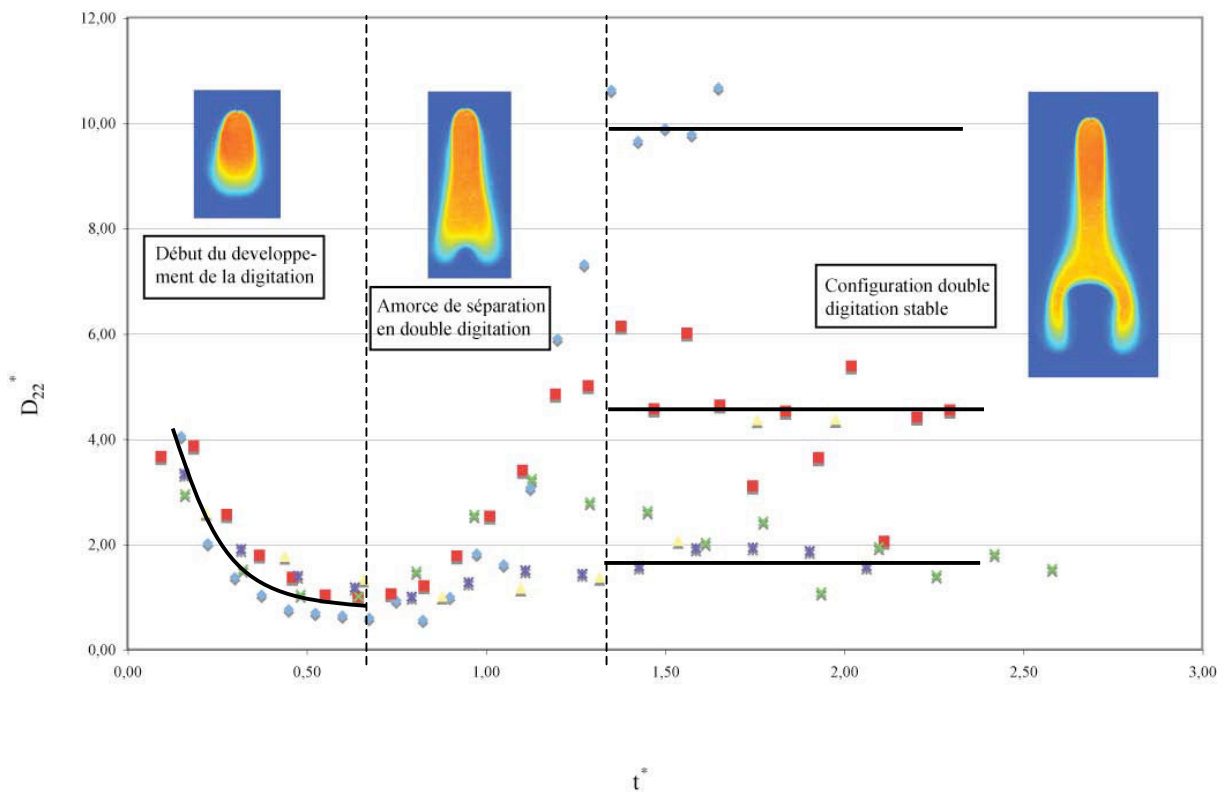 12,00
10,00
8,00
6,00
4,00
2,00
0,00
D22*
Début du developpe-
ment de la digitation
Amorce de séparation
en double digitation
Configuration double
digitation stable
0,00 0,50 1,00 1,50 2,00 2,50 3,00
t*